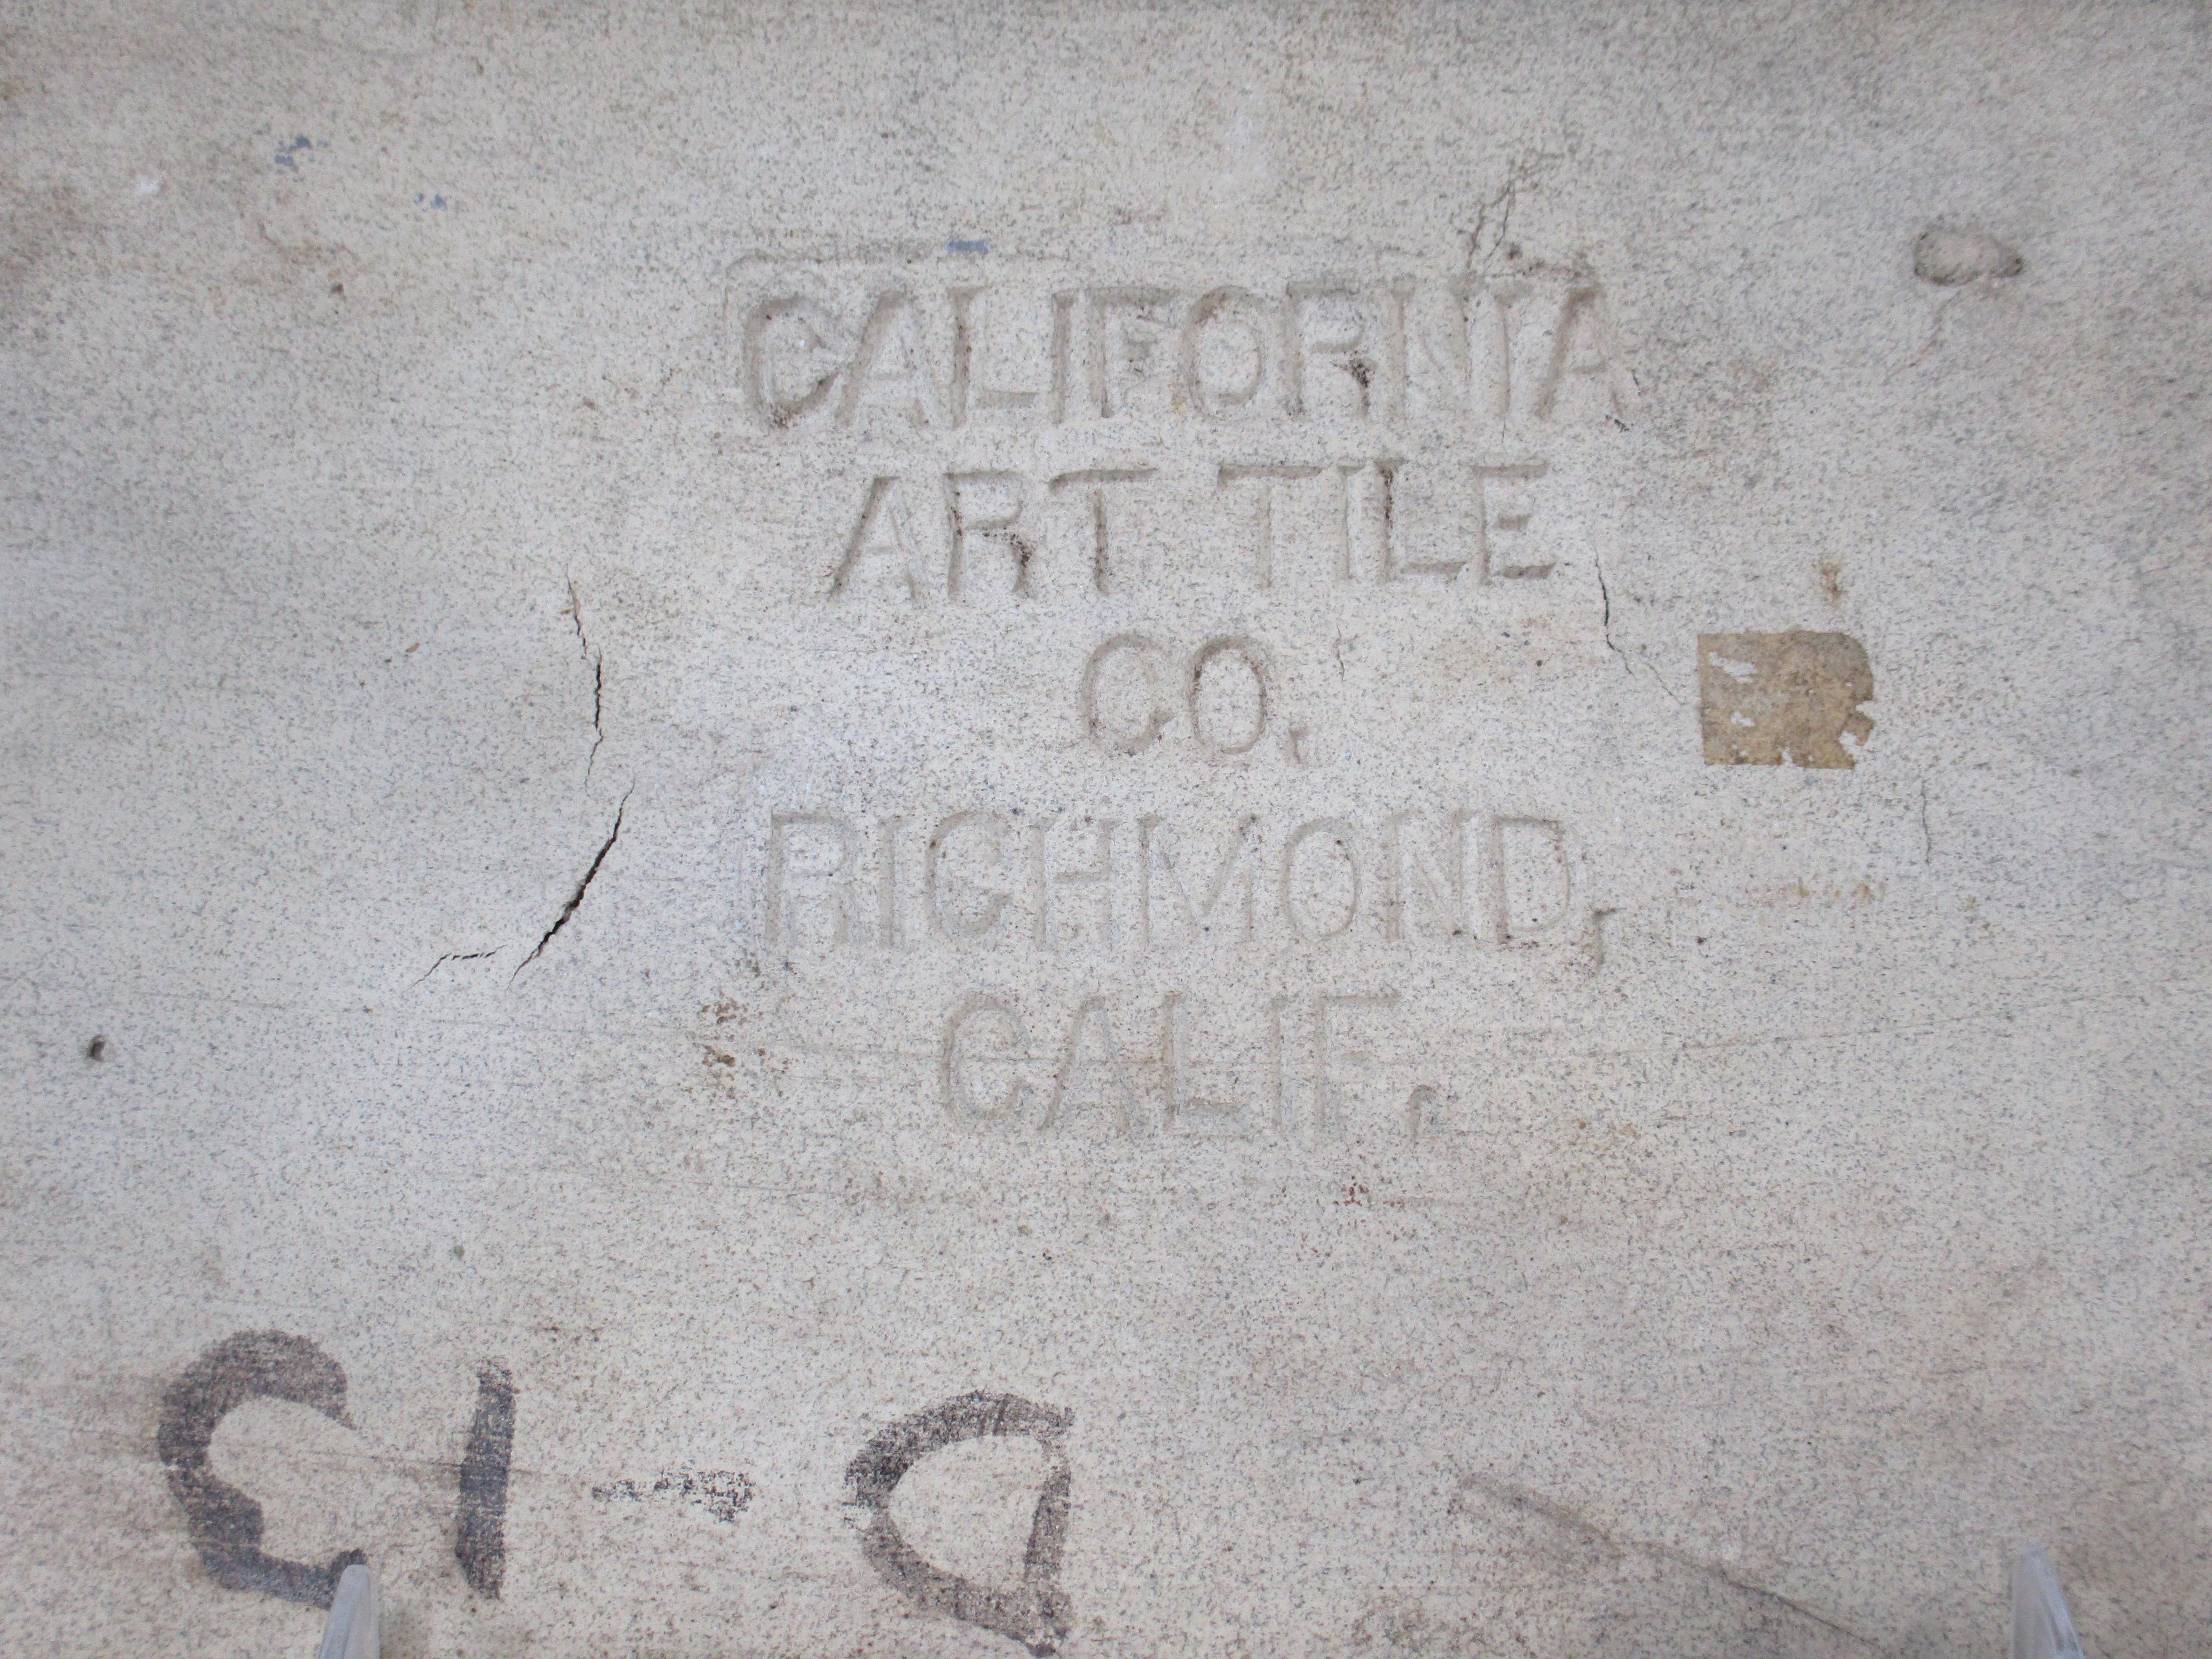 CALIFORNIA
ART TILE
CO.
RICHMOND,
CALIF.
D-13